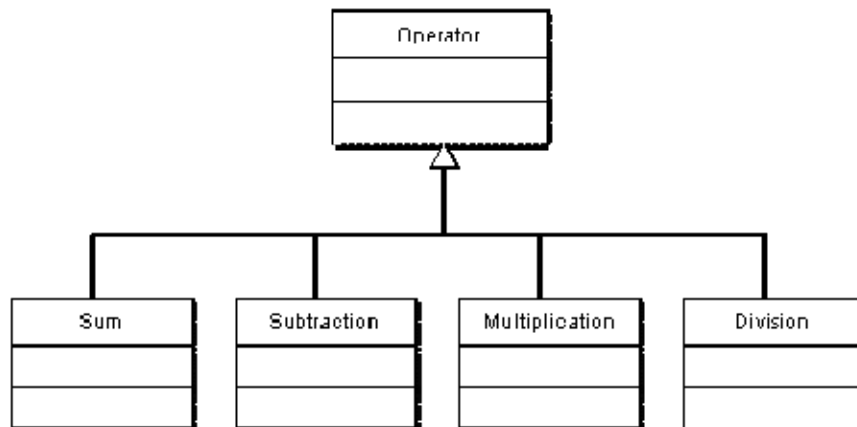 Operator
Sum
Subtraction
Multiplication
Division